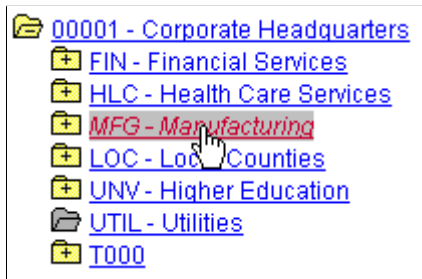 00001 - Corporate Headquarters
FIN - Financial Services
HLC - Health Care Services
MFG - Manufacturing
LOC - Local Counties
UNV - Higher Education
UTIL - Utilities
T000